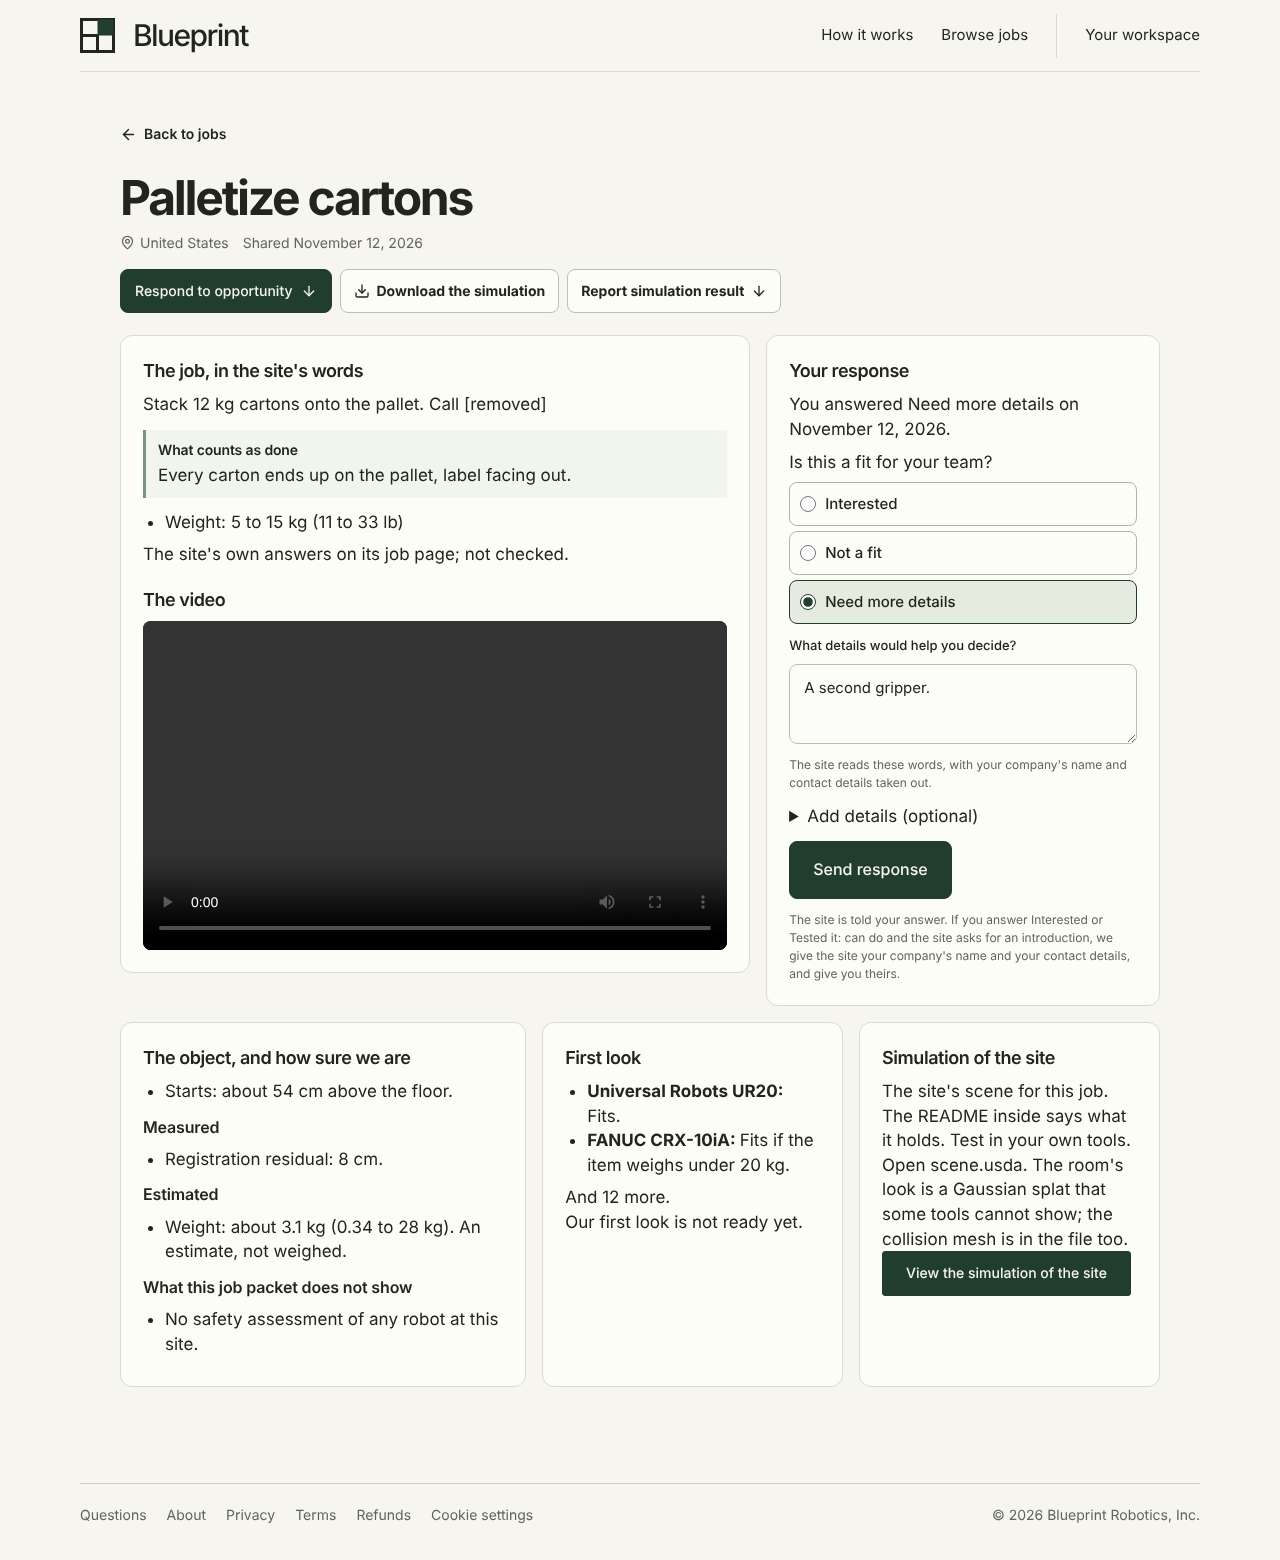 Blueprint
How it works
Browse jobs
Your workspace
Back to jobs
Palletize cartons
United States
Shared November 12, 2026
Respond to opportunity
Download the simulation
Report simulation result
The job, in the site's words
Stack 12 kg cartons onto the pallet. Call [removed]
What counts as done
Every carton ends up on the pallet, label facing out.
• Weight: 5 to 15 kg (11 to 33 lb)
The site's own answers on its job page; not checked.
The video
0:00
Your response
You answered Need more details on
November 12, 2026.
Is this a fit for your team?
Interested
Not a fit
Need more details
What details would help you decide?
A second gripper.
The site reads these words, with your company's name and
contact details taken out.
Add details (optional)
Send response
The site is told your answer. If you answer Interested or
Tested it: can do and the site asks for an introduction, we
give the site your company's name and your contact details,
and give you theirs.
The object, and how sure we are
• Starts: about 54 cm above the floor.
Measured
• Registration residual: 8 cm.
Estimated
• Weight: about 3.1 kg (0.34 to 28 kg). An
estimate, not weighed.
What this job packet does not show
• No safety assessment of any robot at this
site.
First look
• Universal Robots UR20:
Fits.
• FANUC CRX-10iA: Fits if the
item weighs under 20 kg.
And 12 more.
Our first look is not ready yet.
Simulation of the site
The site's scene for this job.
The README inside says what
it holds. Test in your own tools.
Open scene.usda. The room's
look is a Gaussian splat that
some tools cannot show; the
collision mesh is in the file too.
View the simulation of the site
Questions
About
Privacy
Terms
Refunds
Cookie settings
© 2026 Blueprint Robotics, Inc.